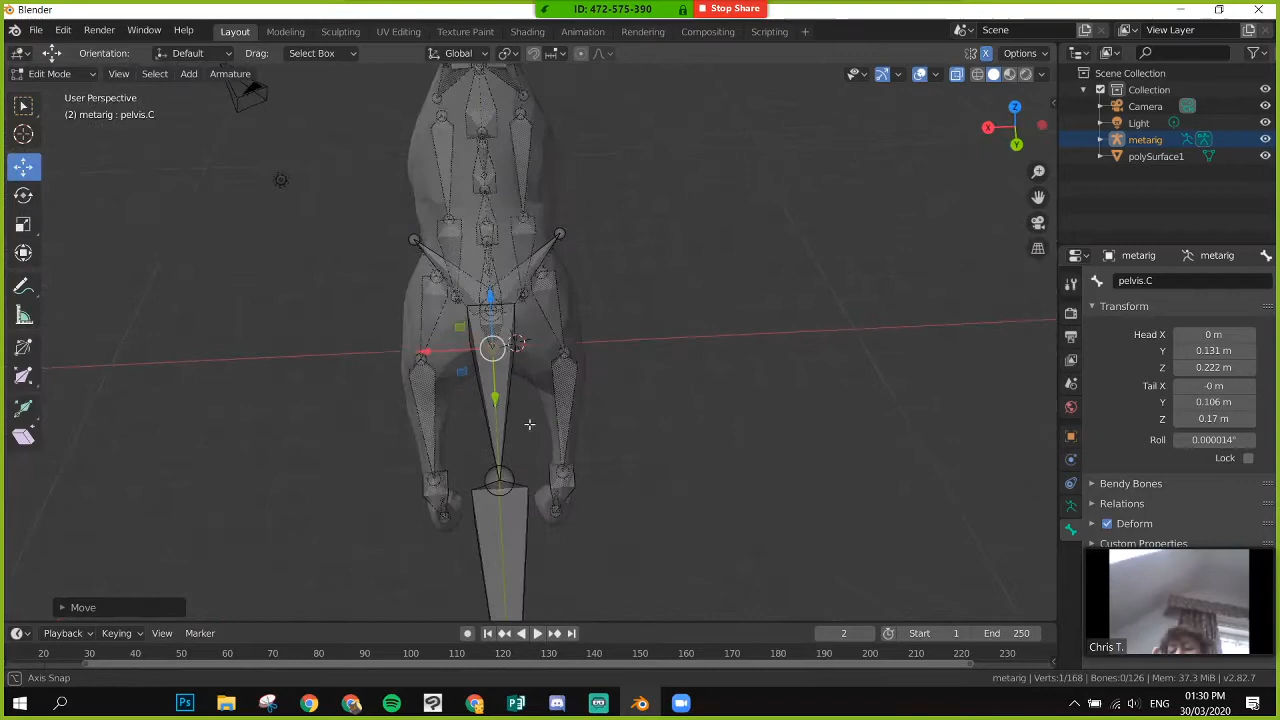 Blender
ID: 472-575-390
Stop Share
File Edit Render Window Help
Layout Modeling Sculpting UV Editing Texture Paint Shading Animation Rendering Compositing Scripting +
Scene
View Layer
Orientation: Default Drag: Select Box
Global
Options
Edit Mode View Select Add Armature
User Perspective
(2) metarig : pelvis.C
X
Y
Z
Scene Collection
Collection
Camera
Light
metarig
polySurface1
metarig metarig
pelvis.C
Transform
Head X 0 m
Y 0.131 m
Z 0.222 m
Tail X -0 m
Y 0.106 m
Z 0.17 m
Roll 0.000014°
Lock
Bendy Bones
Relations
Deform
Custom Properties
Chris T.
Move
Playback Keying View Marker
2
Start 1 End 250
20 30 40 50 60 70 80 90 100 110 120 130 140 150 160 170 180 190 200 210 220 230
Axis Snap
metarig | Verts:1/168 | Bones:0/126 | Mem: 37.3 MiB | v2.82.7
Ps
ENG
01:30 PM
30/03/2020